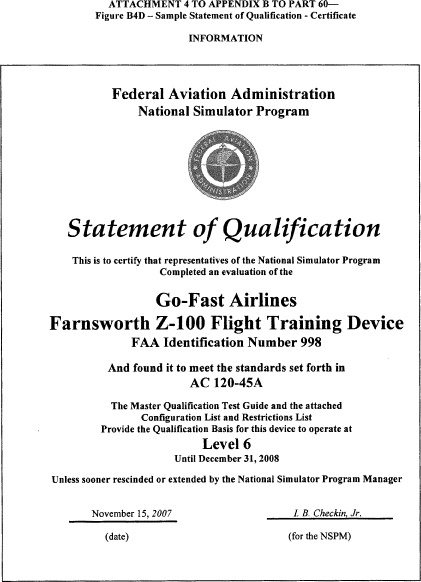 ATTACHMENT 4 TO APPENDIX B TO PART 60—
Figure B4D – Sample Statement of Qualification - Certificate
INFORMATION
Federal Aviation Administration
National Simulator Program
FEDERAL AVIATION
ADMINISTRATION
Statement of Qualification
This is to certify that representatives of the National Simulator Program
Completed an evaluation of the
Go-Fast Airlines
Farnsworth Z-100 Flight Training Device
FAA Identification Number 998
And found it to meet the standards set forth in
AC 120-45A
The Master Qualification Test Guide and the attached
Configuration List and Restrictions List
Provide the Qualification Basis for this device to operate at
Level 6
Until December 31, 2008
Unless sooner rescinded or extended by the National Simulator Program Manager
November 15, 2007 I. B. Checkin, Jr.
(date) (for the NSPM)